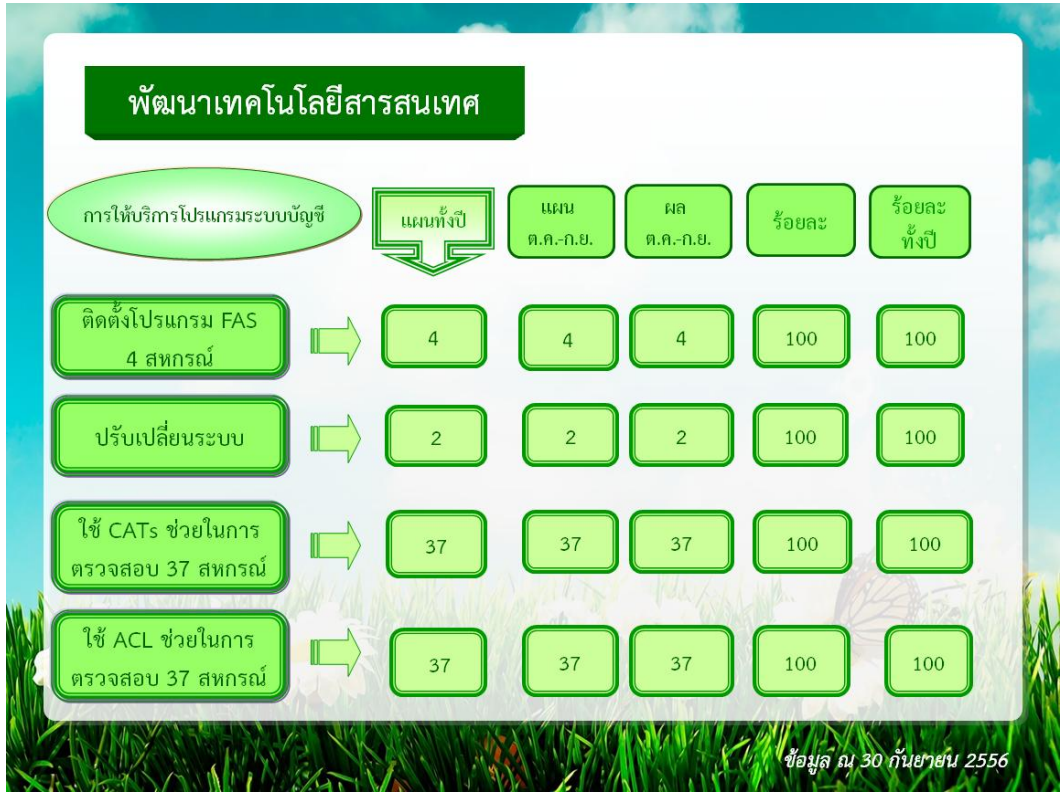 พัฒนาเทคโนโลยีสารสนเทศ
การให้บริการโปรแกรมระบบบัญชี
แผนทั้งปี
แผน
ต.ค.-ก.ย.
ผล
ต.ค.-ก.ย.
ร้อยละ
ร้อยละ
ทั้งปี
ติดตั้งโปรแกรม FAS
4 สหกรณ์
4
4
4
100
100
ปรับเปลี่ยนระบบ
2
2
2
100
100
ใช้ CATs ช่วยในการ
ตรวจสอบ 37 สหกรณ์
37
37
37
100
100
ใช้ ACL ช่วยในการ
ตรวจสอบ 37 สหกรณ์
37
37
37
100
100
ข้อมูล ณ 30 กันยายน 2556